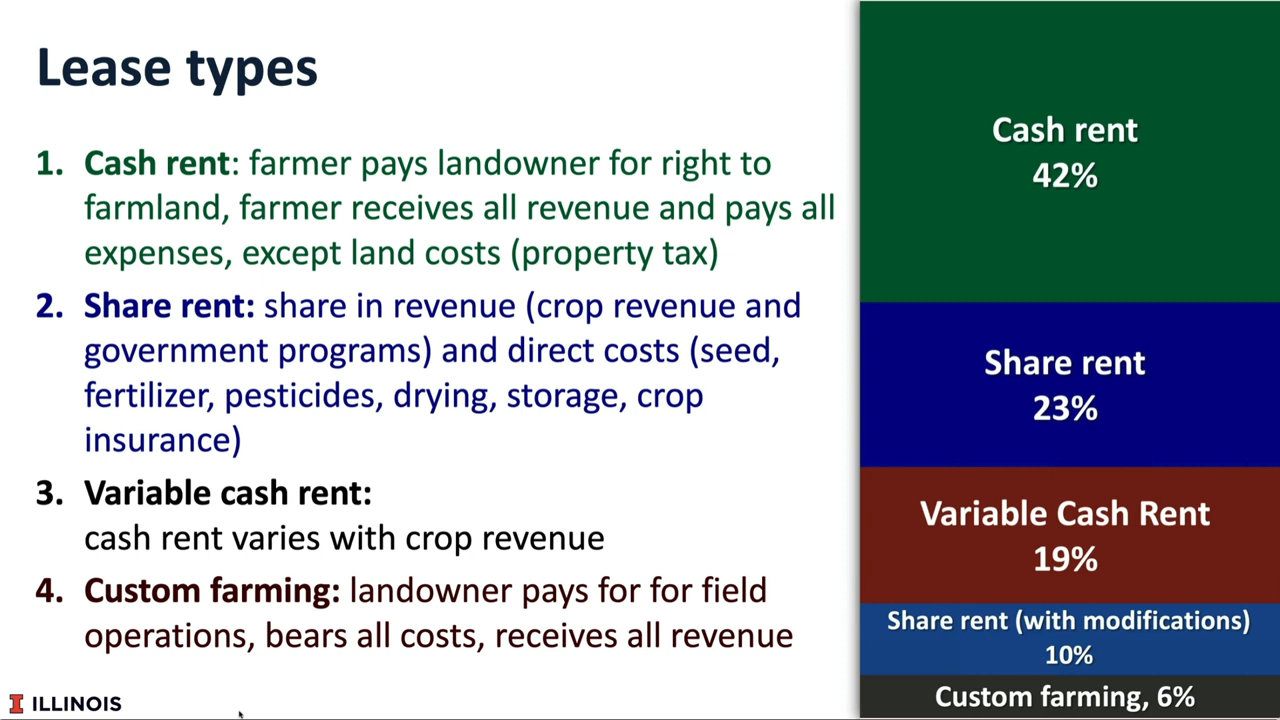 Lease types
1. Cash rent: farmer pays landowner for right to
farmland, farmer receives all revenue and pays all
expenses, except land costs (property tax)
2. Share rent: share in revenue (crop revenue and
government programs) and direct costs (seed,
fertilizer, pesticides, drying, storage, crop
insurance)
3. Variable cash rent:
cash rent varies with crop revenue
4. Custom farming: landowner pays for for field
operations, bears all costs, receives all revenue
I ILLINOIS
Cash rent
42%
Share rent
23%
Variable Cash Rent
19%
Share rent (with modifications)
10%
Custom farming, 6%